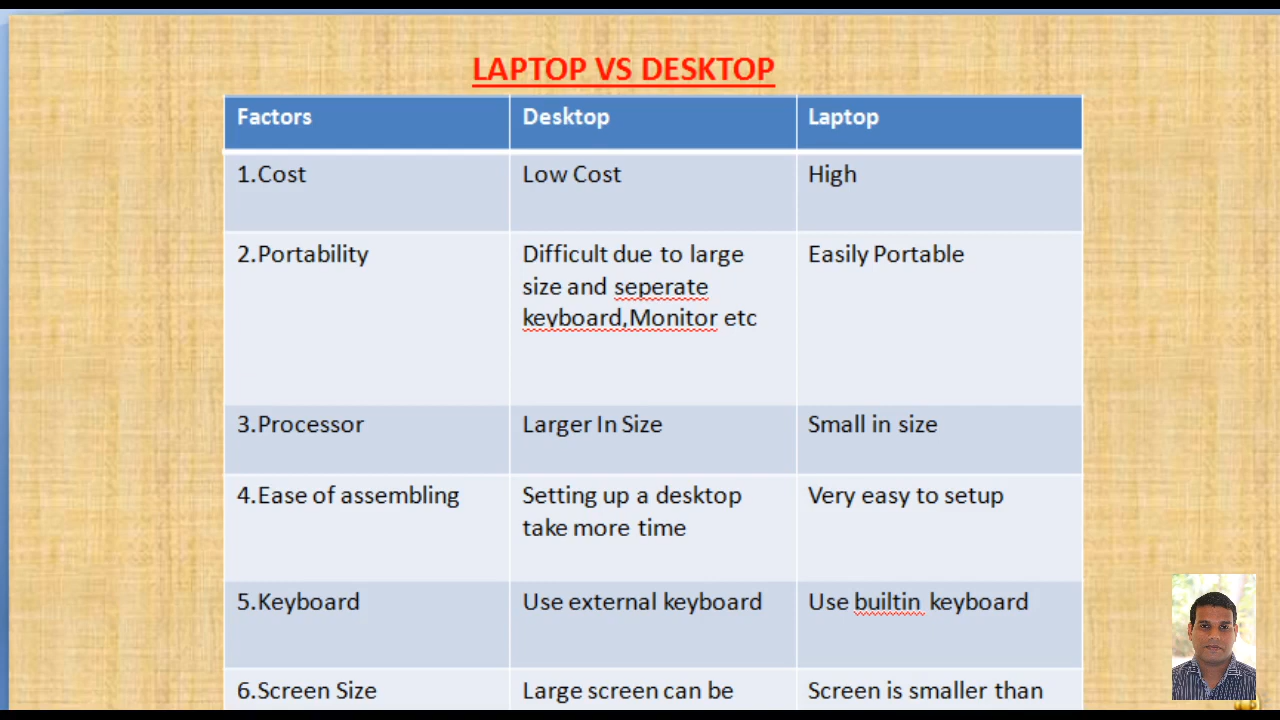 LAPTOP VS DESKTOP
Factors Desktop Laptop
1.Cost Low Cost High
2.Portability Difficult due to large Easily Portable
size and seperate
keyboard,Monitor etc
3.Processor Larger In Size Small in size
4.Ease of assembling Setting up a desktop Very easy to setup
take more time
5.Keyboard Use external keyboard Use builtin keyboard
6.Screen Size Large screen can be Screen is smaller than